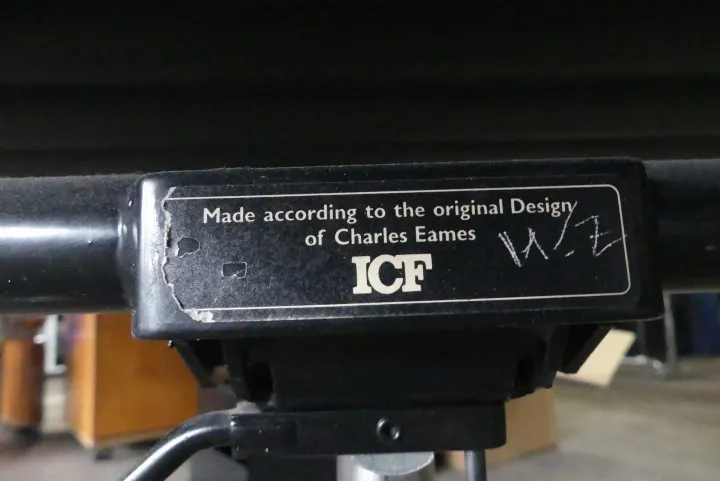 Made according to the original Design
of Charles Eames
ICF